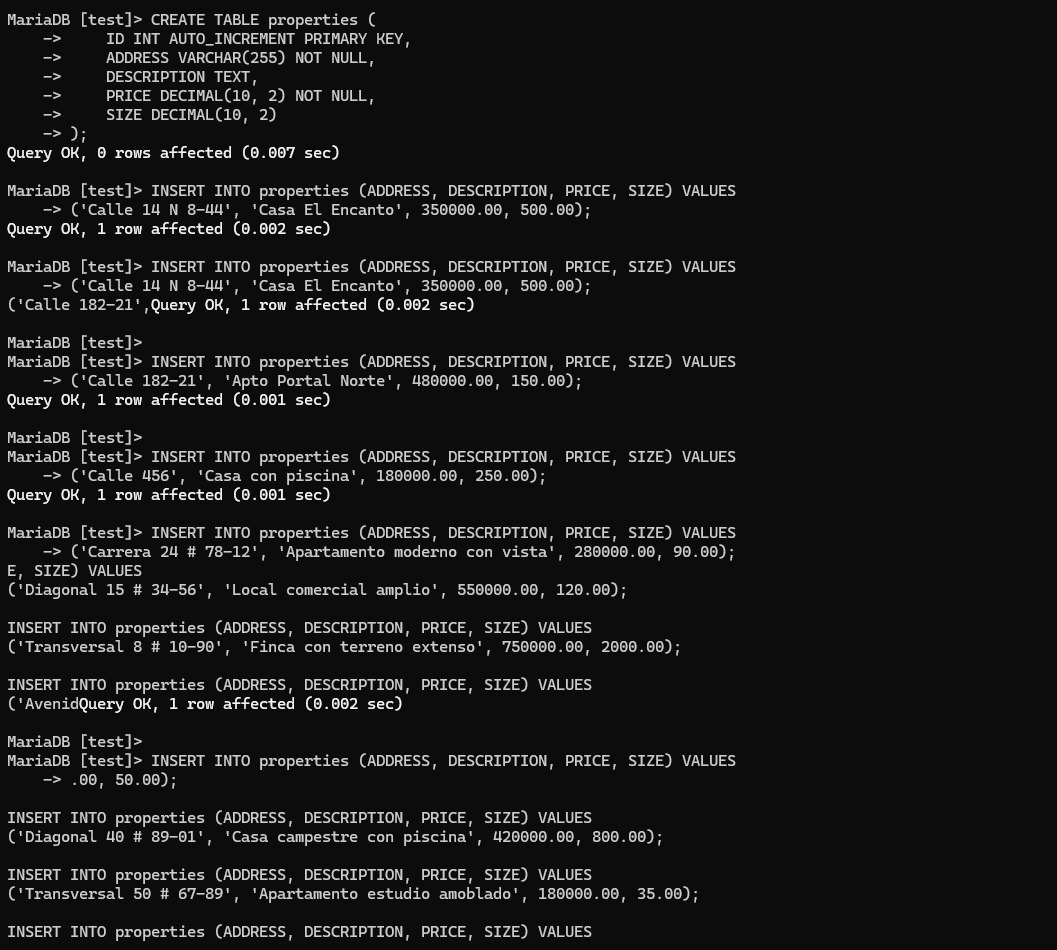 MariaDB [test]> CREATE TABLE properties (
    ->     ID INT AUTO_INCREMENT PRIMARY KEY,
    ->     ADDRESS VARCHAR(255) NOT NULL,
    ->     DESCRIPTION TEXT,
    ->     PRICE DECIMAL(10, 2) NOT NULL,
    ->     SIZE DECIMAL(10, 2)
    -> );
Query OK, 0 rows affected (0.007 sec)

MariaDB [test]> INSERT INTO properties (ADDRESS, DESCRIPTION, PRICE, SIZE) VALUES
    -> ('Calle 14 N 8-44', 'Casa El Encanto', 350000.00, 500.00);
Query OK, 1 row affected (0.002 sec)

MariaDB [test]> INSERT INTO properties (ADDRESS, DESCRIPTION, PRICE, SIZE) VALUES
    -> ('Calle 14 N 8-44', 'Casa El Encanto', 350000.00, 500.00);
('Calle 182-21',Query OK, 1 row affected (0.002 sec)

MariaDB [test]>
MariaDB [test]> INSERT INTO properties (ADDRESS, DESCRIPTION, PRICE, SIZE) VALUES
    -> ('Calle 182-21', 'Apto Portal Norte', 480000.00, 150.00);
Query OK, 1 row affected (0.001 sec)

MariaDB [test]>
MariaDB [test]> INSERT INTO properties (ADDRESS, DESCRIPTION, PRICE, SIZE) VALUES
    -> ('Calle 456', 'Casa con piscina', 180000.00, 250.00);
Query OK, 1 row affected (0.001 sec)

MariaDB [test]> INSERT INTO properties (ADDRESS, DESCRIPTION, PRICE, SIZE) VALUES
    -> ('Carrera 24 # 78-12', 'Apartamento moderno con vista', 280000.00, 90.00);
E, SIZE) VALUES
('Diagonal 15 # 34-56', 'Local comercial amplio', 550000.00, 120.00);

INSERT INTO properties (ADDRESS, DESCRIPTION, PRICE, SIZE) VALUES
('Transversal 8 # 10-90', 'Finca con terreno extenso', 750000.00, 2000.00);

INSERT INTO properties (ADDRESS, DESCRIPTION, PRICE, SIZE) VALUES
('AvenidQuery OK, 1 row affected (0.002 sec)

MariaDB [test]>
MariaDB [test]> INSERT INTO properties (ADDRESS, DESCRIPTION, PRICE, SIZE) VALUES
    -> .00, 50.00);

INSERT INTO properties (ADDRESS, DESCRIPTION, PRICE, SIZE) VALUES
('Diagonal 40 # 89-01', 'Casa campestre con piscina', 420000.00, 800.00);

INSERT INTO properties (ADDRESS, DESCRIPTION, PRICE, SIZE) VALUES
('Transversal 50 # 67-89', 'Apartamento estudio amoblado', 180000.00, 35.00);

INSERT INTO properties (ADDRESS, DESCRIPTION, PRICE, SIZE) VALUES